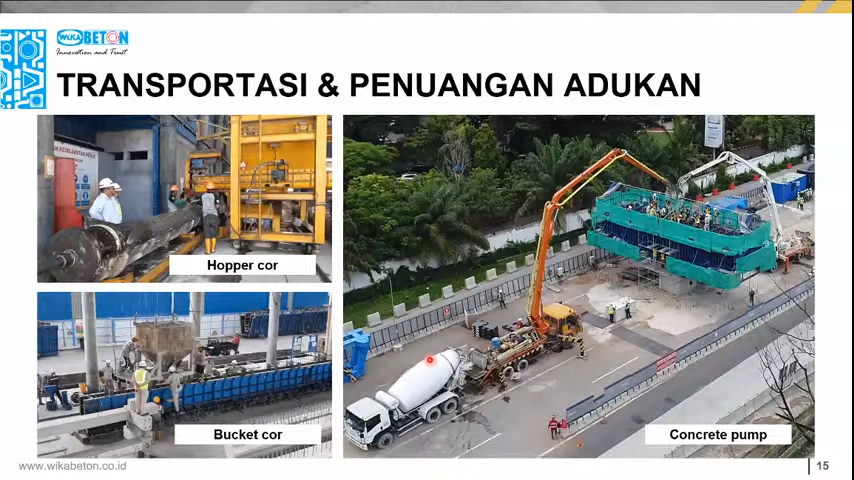 WIKA BETON
Innovation and Trust
TRANSPORTASI & PENUANGAN ADUKAN
Hopper cor
Bucket cor
Concrete pump
www.wikabeton.co.id
15